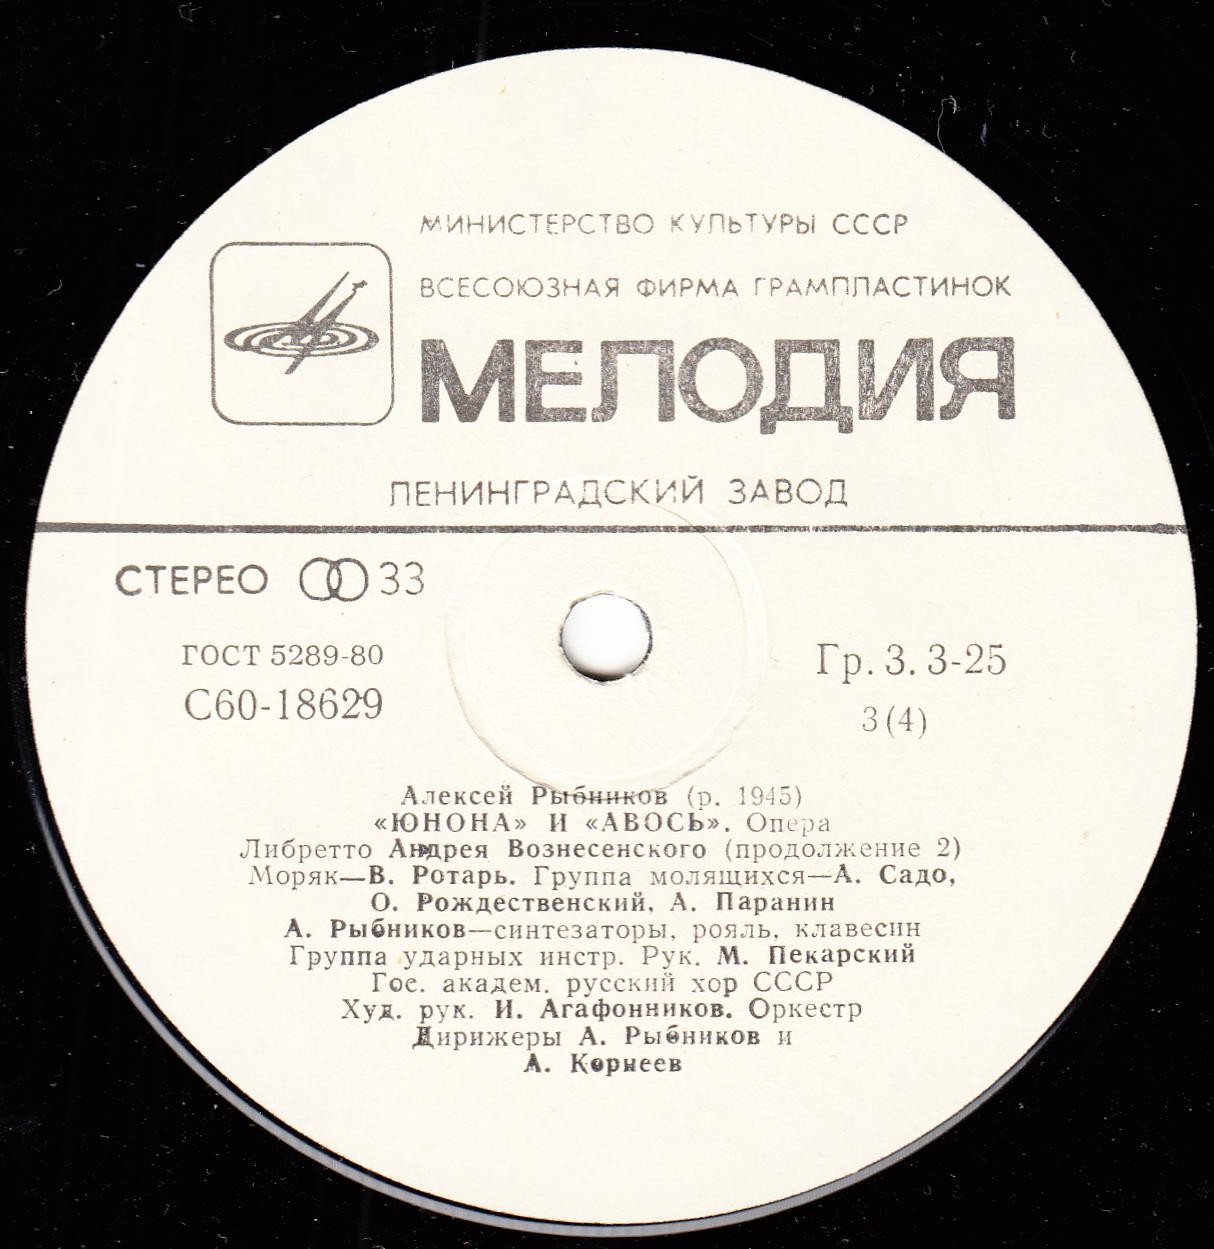 МИНИСТЕРСТВО КУЛЬТУРЫ СССР
ВСЕСОЮЗНАЯ ФИРМА ГРАМПЛАСТИНОК
МЕЛОДИЯ
ЛЕНИНГРАДСКИЙ ЗАВОД
СТЕРЕО 33
ГОСТ 5289-80
С60-18629
Гр. 3. 3-25
3(4)
Алексей Рыбников (р. 1945)
«ЮНОНА» И «АВОСЬ». Опера
Либретто Андрея Вознесенского (продолжение 2)
Моряк—В. Ротарь. Группа молящихся—А. Садо,
О. Рождественский, А. Паранин
А. Рыбников—синтезаторы, рояль, клавесин
Группа ударных инстр. Рук. М. Пекарский
Гос. академ. русский хор СССР
Худ. рук. И. Агафонников. Оркестр
Дирижеры А. Рыбников и
А. Корнеев